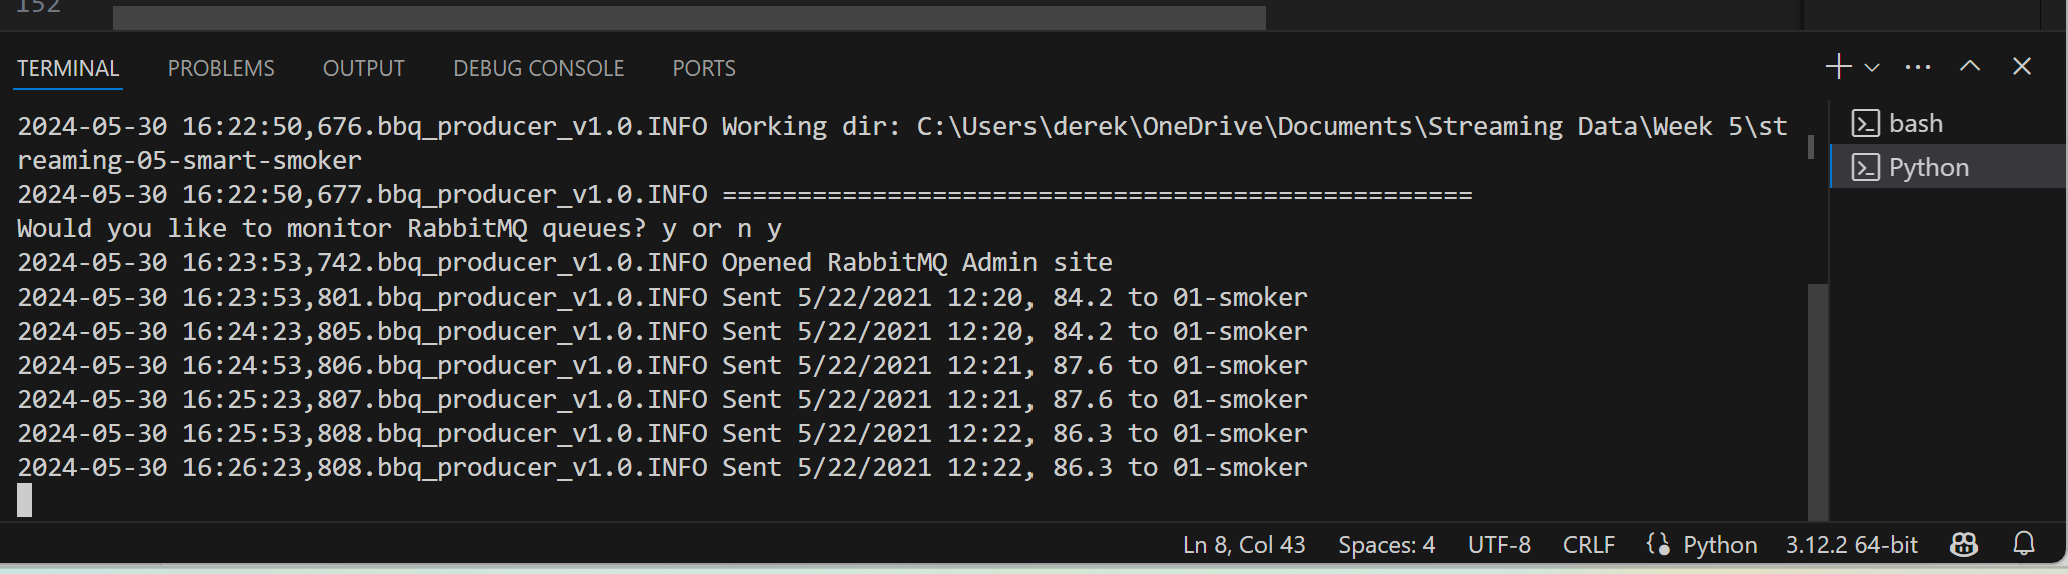 152
TERMINAL PROBLEMS OUTPUT DEBUG CONSOLE PORTS
2024-05-30 16:22:50,676.bbq_producer_v1.0.INFO Working dir: C:\Users\derek\OneDrive\Documents\Streaming Data\Week 5\st
reaming-05-smart-smoker
2024-05-30 16:22:50,677.bbq_producer_v1.0.INFO ==================================================
Would you like to monitor RabbitMQ queues? y or n y
2024-05-30 16:23:53,742.bbq_producer_v1.0.INFO Opened RabbitMQ Admin site
2024-05-30 16:23:53,801.bbq_producer_v1.0.INFO Sent 5/22/2021 12:20, 84.2 to 01-smoker
2024-05-30 16:24:23,805.bbq_producer_v1.0.INFO Sent 5/22/2021 12:20, 84.2 to 01-smoker
2024-05-30 16:24:53,806.bbq_producer_v1.0.INFO Sent 5/22/2021 12:21, 87.6 to 01-smoker
2024-05-30 16:25:23,807.bbq_producer_v1.0.INFO Sent 5/22/2021 12:21, 87.6 to 01-smoker
2024-05-30 16:25:53,808.bbq_producer_v1.0.INFO Sent 5/22/2021 12:22, 86.3 to 01-smoker
2024-05-30 16:26:23,808.bbq_producer_v1.0.INFO Sent 5/22/2021 12:22, 86.3 to 01-smoker
bash
Python
Ln 8, Col 43 Spaces: 4 UTF-8 CRLF Python 3.12.2 64-bit